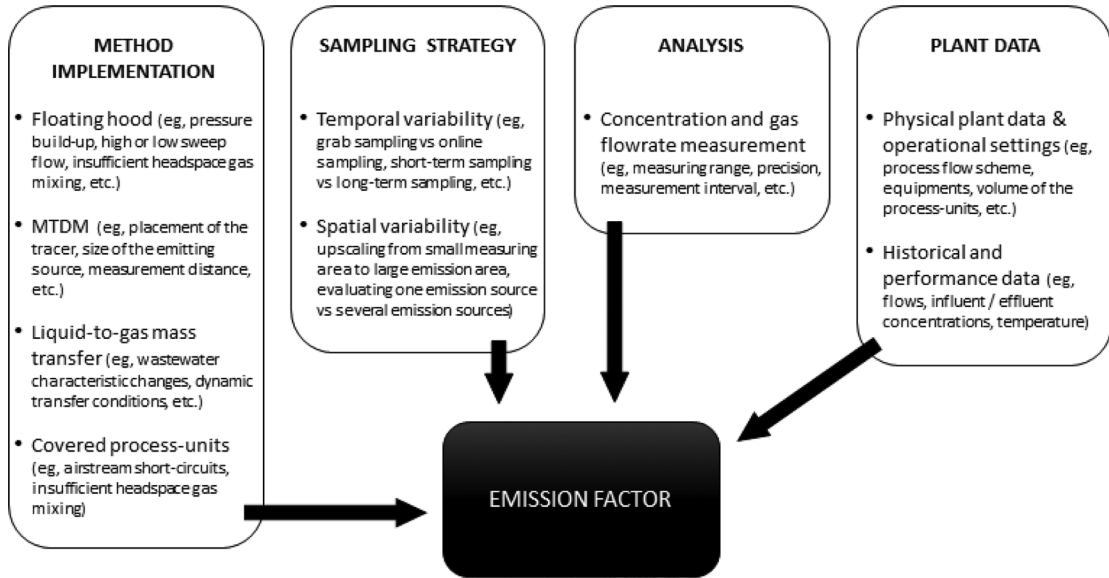 METHOD
IMPLEMENTATION
• Floating hood (eg, pressure
build-up, high or low sweep
flow, insufficient headspace gas
mixing, etc.)
• MTDM (eg, placement of the
tracer, size of the emitting
source, measurement distance,
etc.)
• Liquid-to-gas mass
transfer (eg, wastewater
characteristic changes, dynamic
transfer conditions, etc.)
• Covered process-units
(eg, airstream short-circuits,
insufficient headspace gas
mixing)
SAMPLING STRATEGY
• Temporal variability (eg,
grab sampling vs online
sampling, short-term sampling
vs long-term sampling, etc.)
• Spatial variability (eg,
upscaling from small measuring
area to large emission area,
evaluating one emission source
vs several emission sources)
ANALYSIS
• Concentration and gas
flowrate measurement
(eg, measuring range, precision,
measurement interval, etc.)
PLANT DATA
• Physical plant data &
operational settings (eg,
process flow scheme,
equipments, volume of the
process-units, etc.)
• Historical and
performance data (eg,
flows, influent / effluent
concentrations, temperature)
EMISSION FACTOR